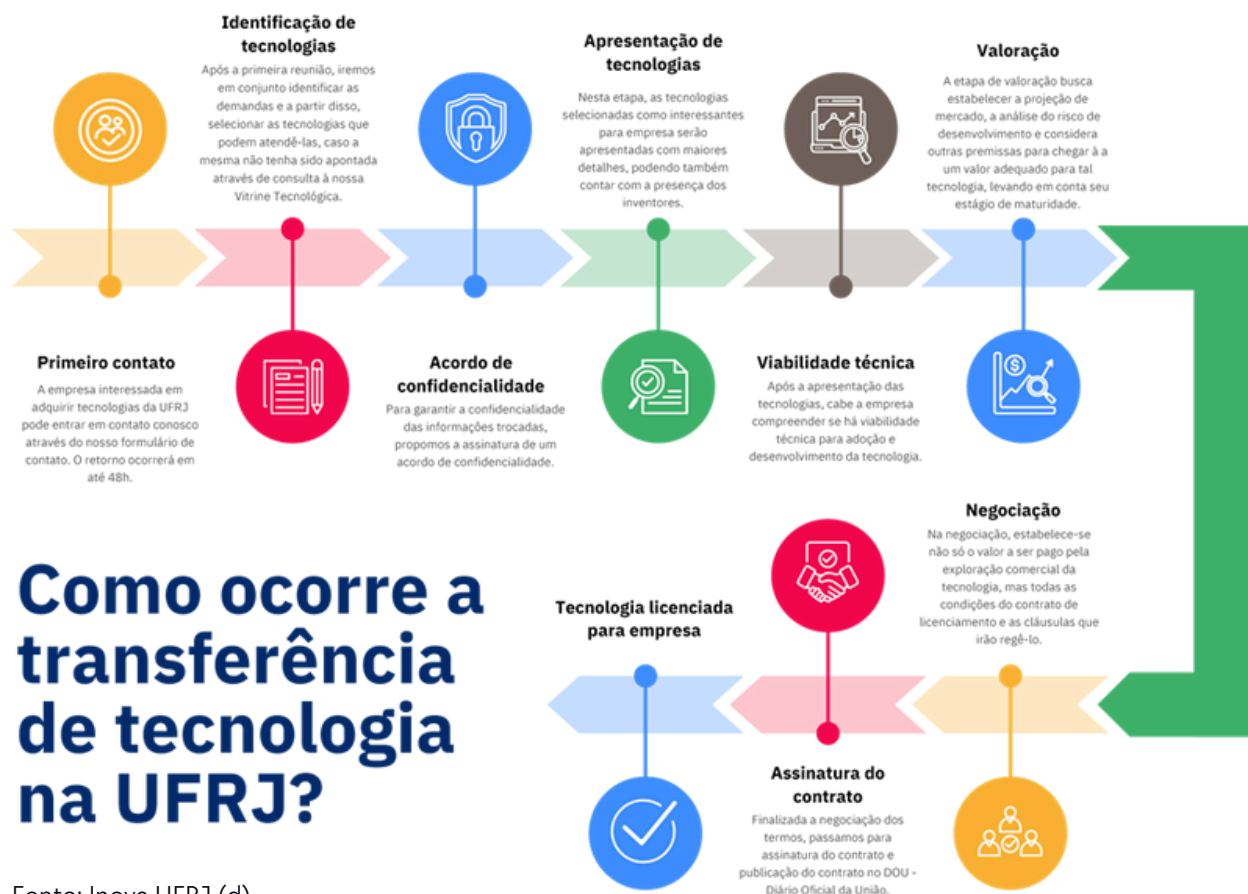 Identificação de
tecnologias
Após a primeira reunião, iremos
em conjunto identificar as
demandas e a partir disso,
selecionar as tecnologias que
podem atendê-las, caso a
mesma não tenha sido apontada
através de consulta à nossa
Vitrine Tecnológica.
Apresentação de
tecnologias
Nesta etapa, as tecnologias
selecionadas como interessantes
para empresa serão
apresentadas com maiores
detalhes, podendo também
contar com a presença dos
inventores.
Valoração
A etapa de valoração busca
estabelecer a projeção de
mercado, a análise do risco de
desenvolvimento e considera
outras premissas para chegar à a
um valor adequado para tal
tecnologia, levando em conta seu
estágio de maturidade.
Primeiro contato
A empresa interessada em
adquirir tecnologias da UFRJ
pode entrar em contato conosco
através do nosso formulário de
contato. O retorno ocorrerá em
até 48h.
Acordo de
confidencialidade
Para garantir a confidencialidade
das informações trocadas,
propomos a assinatura de um
acordo de confidencialidade.
Viabilidade técnica
Após a apresentação das
tecnologias, cabe a empresa
compreender se há viabilidade
técnica para adoção e
desenvolvimento da tecnologia.
Negociação
Na negociação, estabelece-se
não só o valor a ser pago pela
exploração comercial da
tecnologia, mas todas as
condições do contrato de
licenciamento e as cláusulas que
irão regê-lo.
Como ocorre a
transferência
de tecnologia
na UFRJ?
Tecnologia licenciada
para empresa
Assinatura do
contrato
Finalizada a negociação dos
termos, passamos para
assinatura do contrato e
publicação do contrato no DOU -
Diário Oficial da União.
Fonte: Inova UFRJ (d)